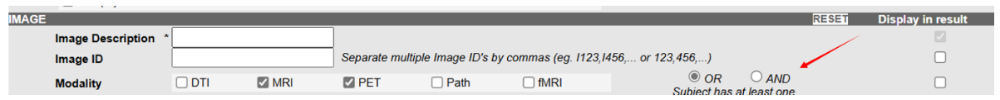 IMAGE RESET Display in result
Image Description *
Image ID Separate multiple Image ID's by commas (eg. I123,I456,... or 123,456,...)
Modality DTI MRI PET Path fMRI OR AND
Subject has at least one